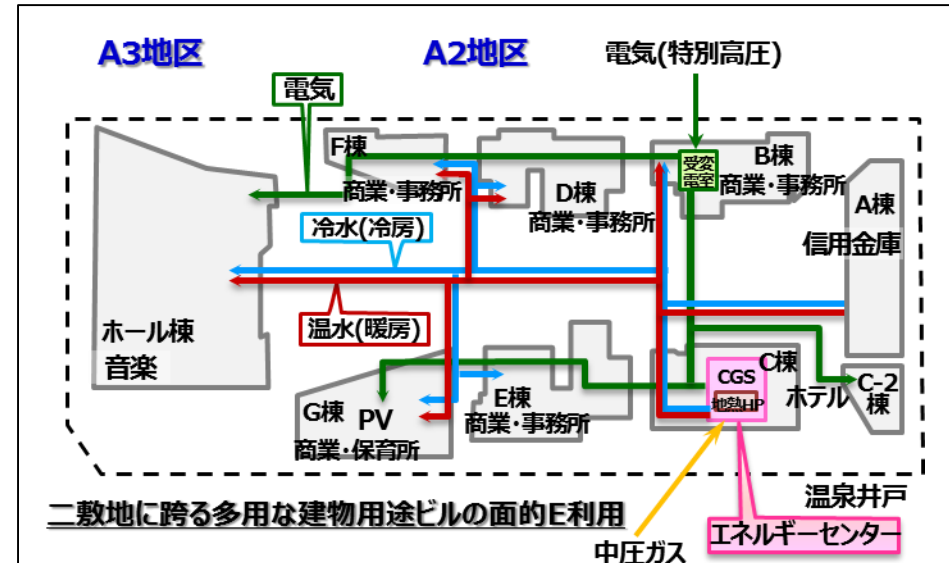 A3地区
A2地区
電気(特別高圧)
電気
F棟
商業・事務所
D棟
商業・事務所
受変
電室
B棟
商業・事務所
A棟
信用金庫
冷水(冷房)
温水(暖房)
ホール棟
音楽
G棟
PV
商業・保育所
E棟
商業・事務所
C棟
CGS
地熱HP
ホテル
C-2
棟
温泉井戸
二敷地に跨る多用な建物用途ビルの面的E利用
エネルギーセンター
中圧ガス